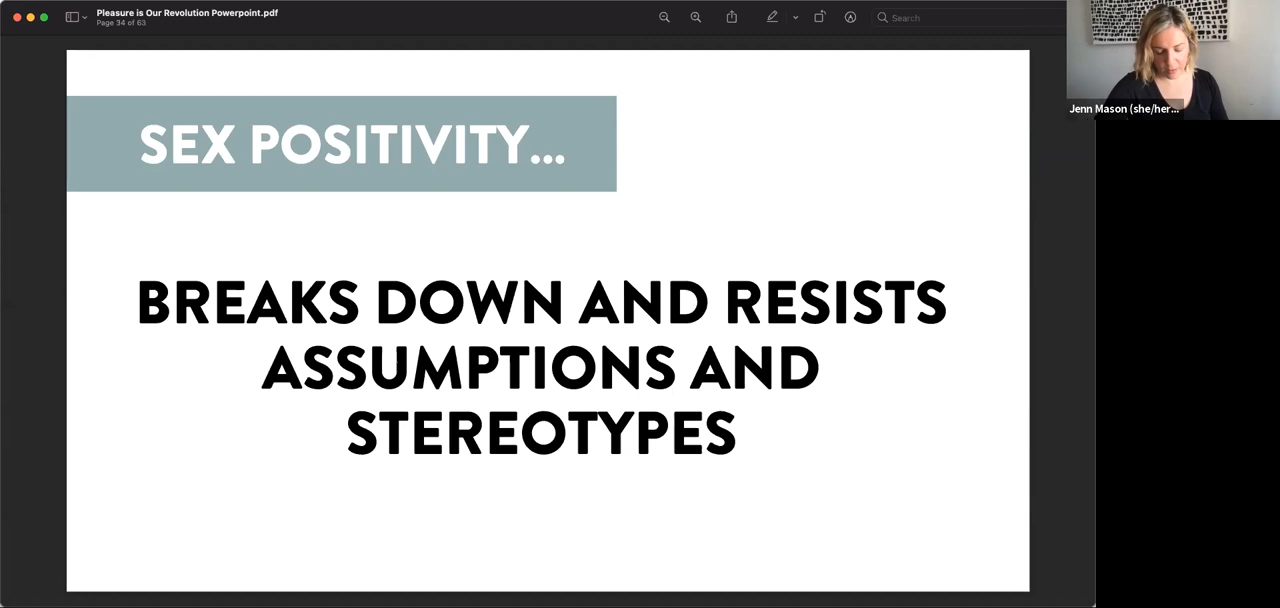 Pleasure is Our Revolution Powerpoint.pdf
Page 34 of 63
Search
Jenn Mason (she/her...
SEX POSITIVITY...
BREAKS DOWN AND RESISTS
ASSUMPTIONS AND
STEREOTYPES